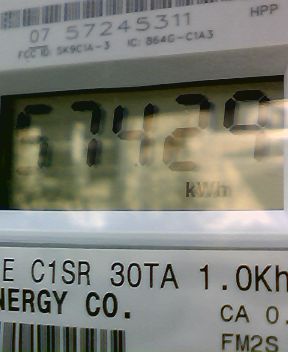 HPP
07 57245311
FCC ID: SK9C1A-3 IC: 864G-C1A3
57429
kWh
E C1SR 30TA 1.0Kh
NERGY CO.
CA 0.
FM2S